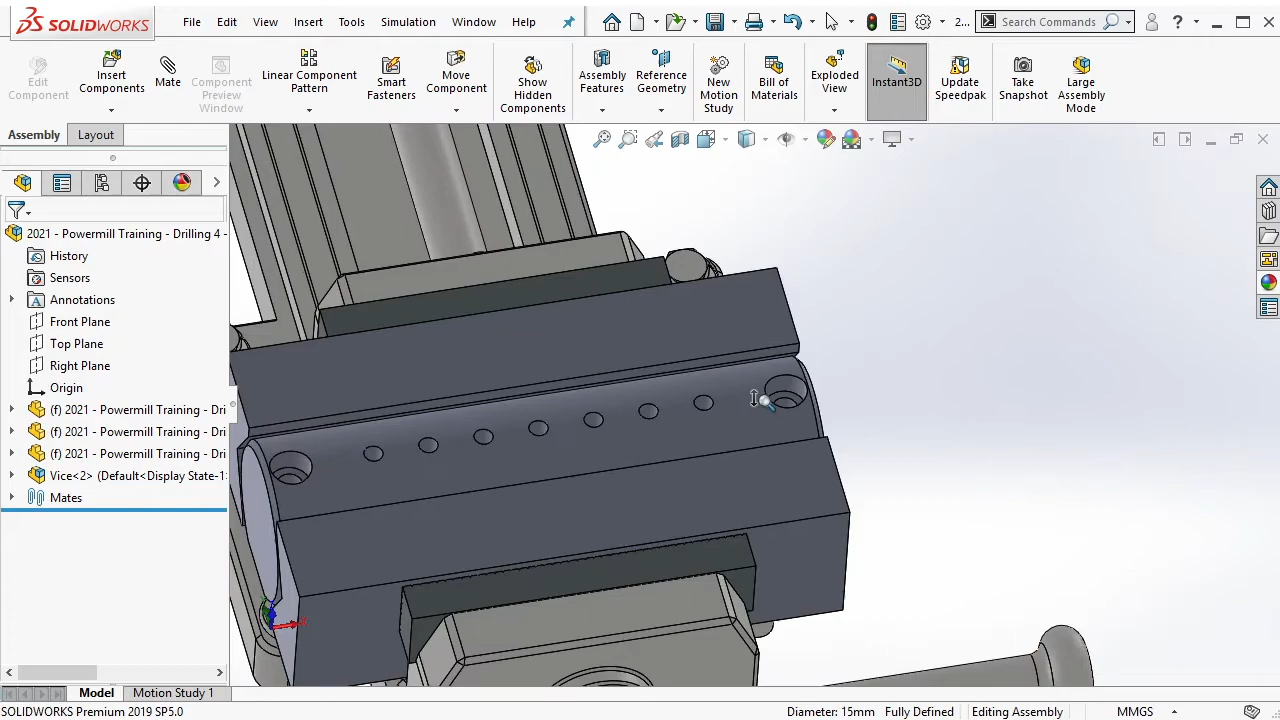 SOLIDWORKS
File Edit View Insert Tools Simulation Window Help
2...
Search Commands
Edit Component
Insert Components
Mate
Component Preview Window
Linear Component Pattern
Smart Fasteners
Move Component
Show Hidden Components
Assembly Features
Reference Geometry
New Motion Study
Bill of Materials
Exploded View
Instant3D
Update Speedpak
Take Snapshot
Large Assembly Mode
Assembly Layout
2021 - Powermill Training - Drilling 4 -
History
Sensors
Annotations
Front Plane
Top Plane
Right Plane
Origin
(f) 2021 - Powermill Training - Dri
(f) 2021 - Powermill Training - Dri
(f) 2021 - Powermill Training - Dri
Vice<2> (Default<Display State-1
Mates
Model Motion Study 1
SOLIDWORKS Premium 2019 SP5.0
Diameter: 15mm Fully Defined Editing Assembly MMGS